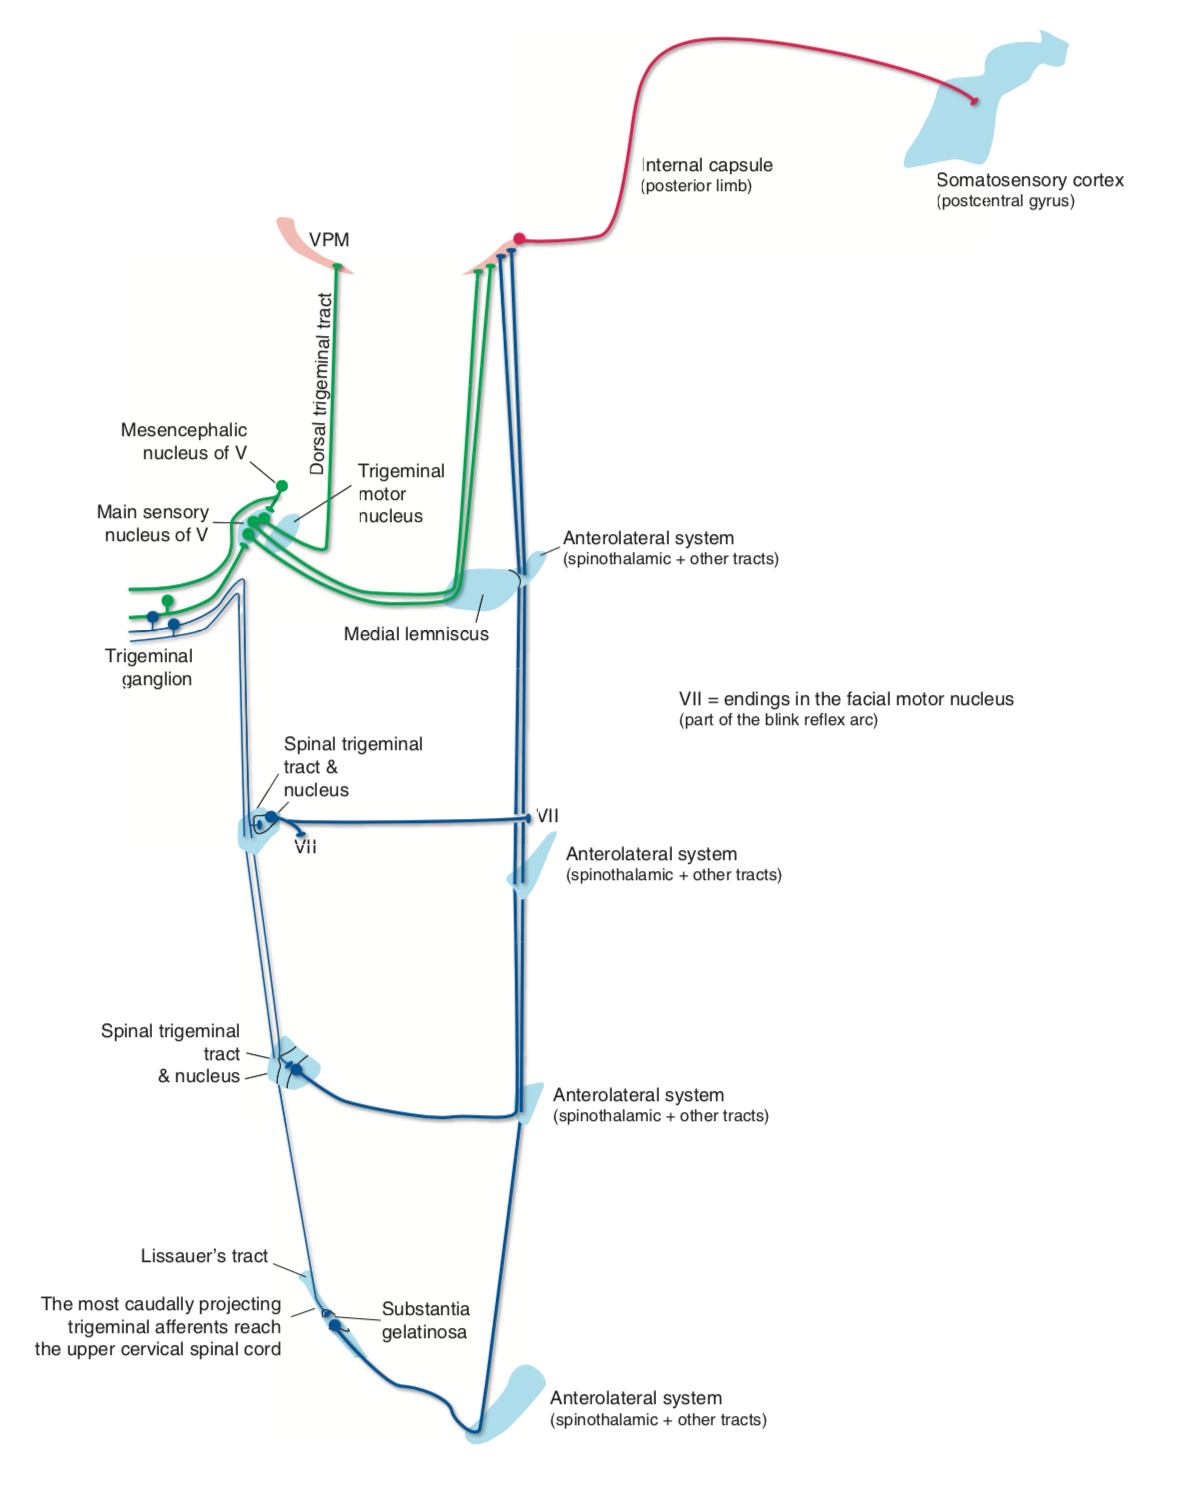 Internal capsule
(posterior limb)
Somatosensory cortex
(postcentral gyrus)
VPM
Dorsal trigeminal tract
Mesencephalic
nucleus of V
Trigeminal
motor
nucleus
Main sensory
nucleus of V
Anterolateral system
(spinothalamic + other tracts)
Medial lemniscus
Trigeminal
ganglion
VII = endings in the facial motor nucleus
(part of the blink reflex arc)
Spinal trigeminal
tract &
nucleus
VII
VII
Anterolateral system
(spinothalamic + other tracts)
Spinal trigeminal
tract
& nucleus
Anterolateral system
(spinothalamic + other tracts)
Lissauer's tract
The most caudally projecting
trigeminal afferents reach
the upper cervical spinal cord
Substantia
gelatinosa
Anterolateral system
(spinothalamic + other tracts)